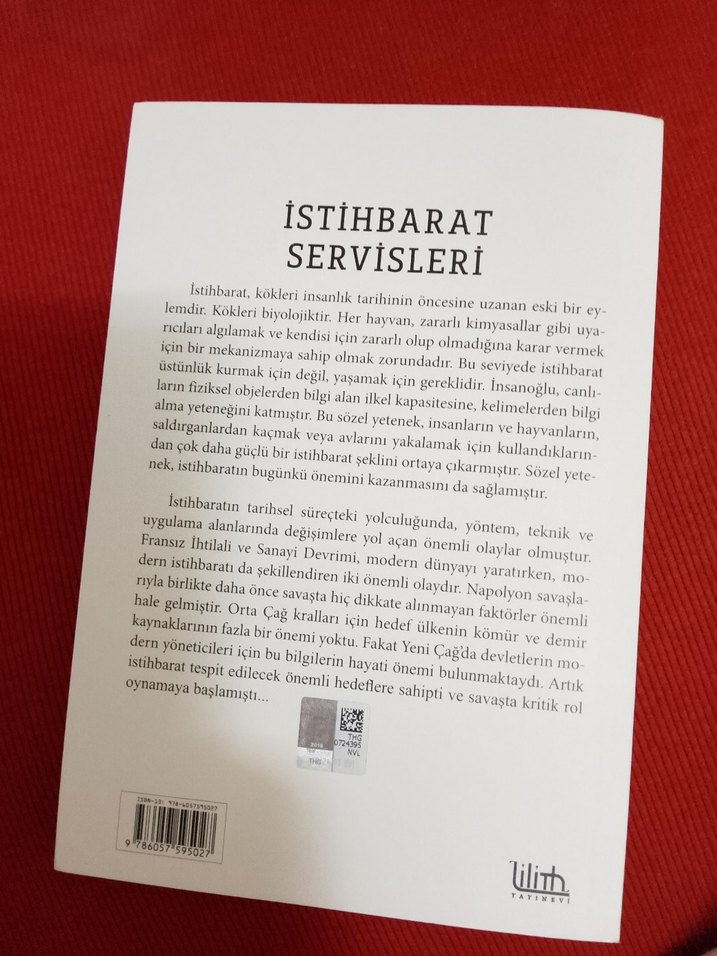 İSTİHBARAT
SERVİSLERİ
İstihbarat, kökleri insanlık tarihinin öncesine uzanan eski bir ey-
lemdir. Kökleri biyolojiktir. Her hayvan, zararlı kimyasallar gibi uya-
rıcıları algılamak ve kendisi için zararlı olup olmadığına karar vermek
için bir mekanizmaya sahip olmak zorundadır. Bu seviyede istihbarat
üstünlük kurmak için değil, yaşamak için gereklidir. İnsanoğlu, canlı-
ların fiziksel objelerden bilgi alan ilkel kapasitesine, kelimelerden bilgi
alma yeteneğini katmıştır. Bu sözel yetenek, insanların ve hayvanların,
saldırganlardan kaçmak veya avlarını yakalamak için kullandıkların-
dan çok daha güçlü bir istihbarat şeklini ortaya çıkarmıştır. Sözel yete-
nek, istihbaratın bugünkü önemini kazanmasını da sağlamıştır.
İstihbaratın tarihsel süreçteki yolculuğunda, yöntem, teknik ve
uygulama alanlarında değişimlere yol açan önemli olaylar olmuştur.
Fransız İhtilali ve Sanayi Devrimi, modern dünyayı yaratırken, mo-
dern istihbaratı da şekillendiren iki önemli olaydır. Napolyon savaşla-
rıyla birlikte daha önce savaşta hiç dikkate alınmayan faktörler önemli
hale gelmiştir. Orta Çağ kralları için hedef ülkenin kömür ve demir
kaynaklarının fazla bir önemi yoktu. Fakat Yeni Çağ'da devletlerin mo-
dern yöneticileri için bu bilgilerin hayati önemi bulunmaktaydı. Artık
istihbarat tespit edilecek önemli hedeflere sahipti ve savaşta kritik rol
oynamaya başlamıştı...
THG
0724395
NVL
THG
ISBN-13: 978-6057595027
9 786057 595027
lilith
YAYINEVİ